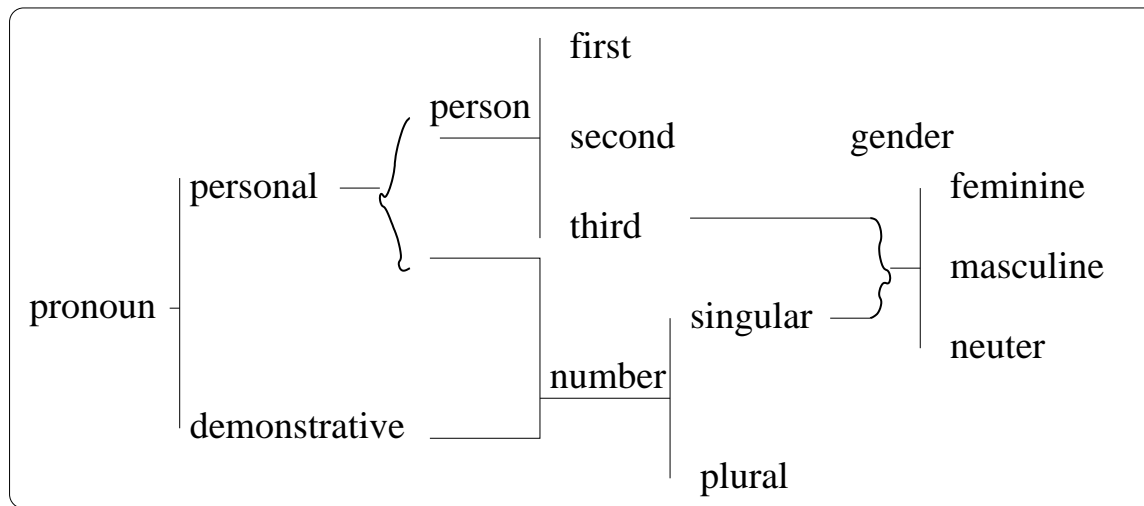 first
person
second
gender
personal
feminine
third
masculine
pronoun
singular
neuter
number
demonstrative
plural